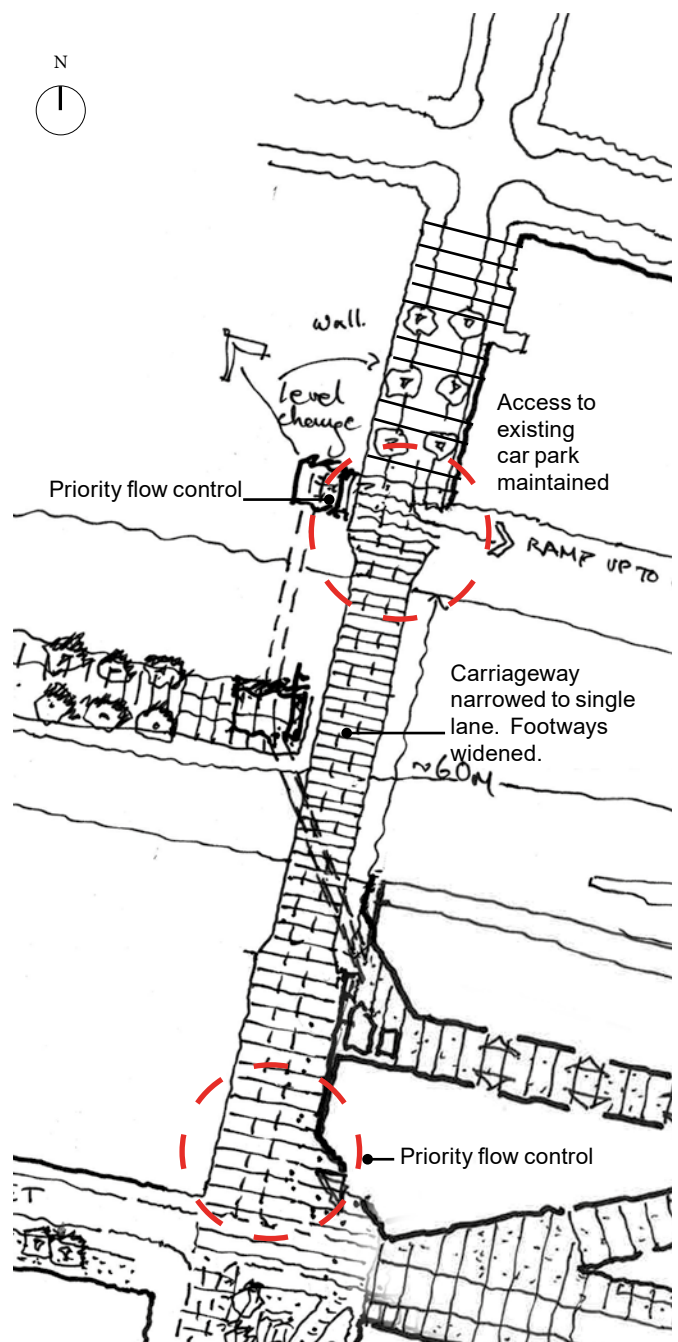 N
wall.
level
change
Access to
existing
car park
maintained
Priority flow control
RAMP UP TO
Carriageway
narrowed to single
lane. Footways
widened.
~60M
Priority flow control
ET